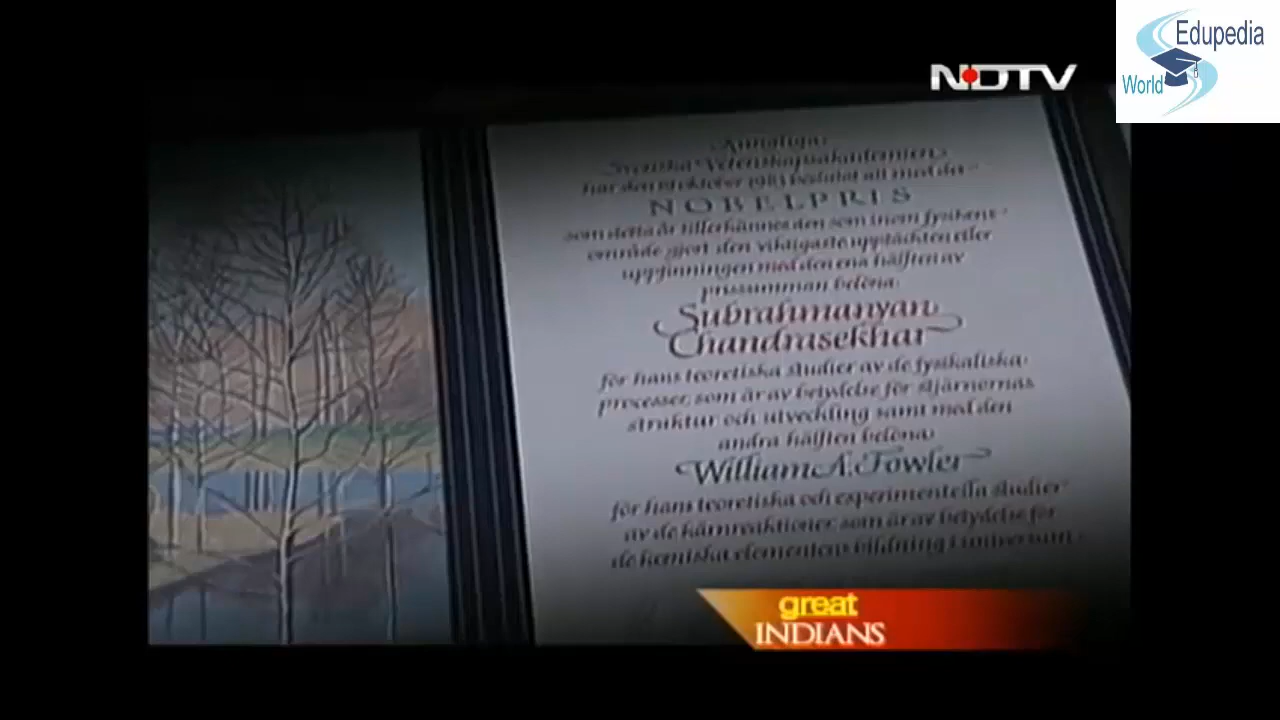 NDTV
Edupedia
World
Svenska Vetenskapsakademien
har den 19 oktober 1983 beslutat att med det
NOBELPRIS
som detta år tillerkännes den som inom fysikens
område gjort den viktigaste upptäckten eller
uppfinningen med den ena hälften av
prissumman belöna
Subrahmanyan
Chandrasekhar
för hans teoretiska studier av de fysikaliska
processer, som är av betydelse för stjärnornas
struktur och utveckling samt med den
andra hälften belöna
William A. Fowler
för hans teoretiska och experimentella studier
av de kärnreaktioner, som är av betydelse för
de kemiska elementens bildning i universum
great
INDIANS